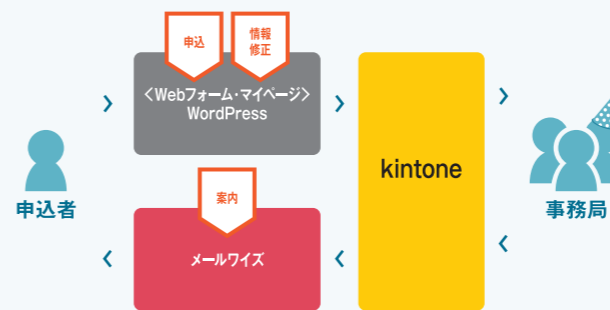 申込
情報
修正
<Webフォーム・マイページ>
WordPress
kintone
申込者
事務局
案内
メールワイズ